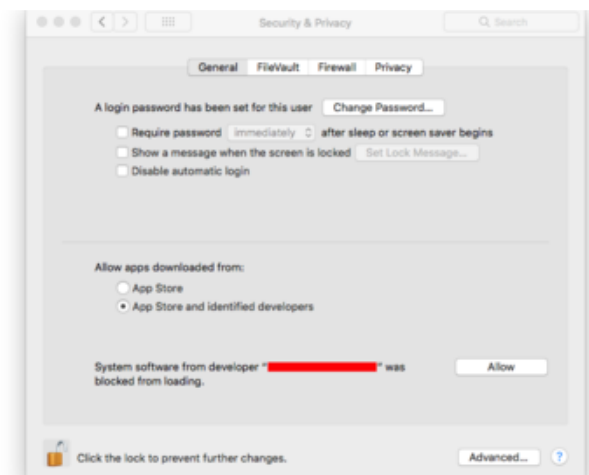 Security & Privacy
Search
General FileVault Firewall Privacy
A login password has been set for this user Change Password...
Require password immediately after sleep or screen saver begins
Show a message when the screen is locked Set Lock Message...
Disable automatic login
Allow apps downloaded from:
App Store
App Store and identified developers
System software from developer "
" was
blocked from loading.
Allow
Click the lock to prevent further changes.
Advanced... ?